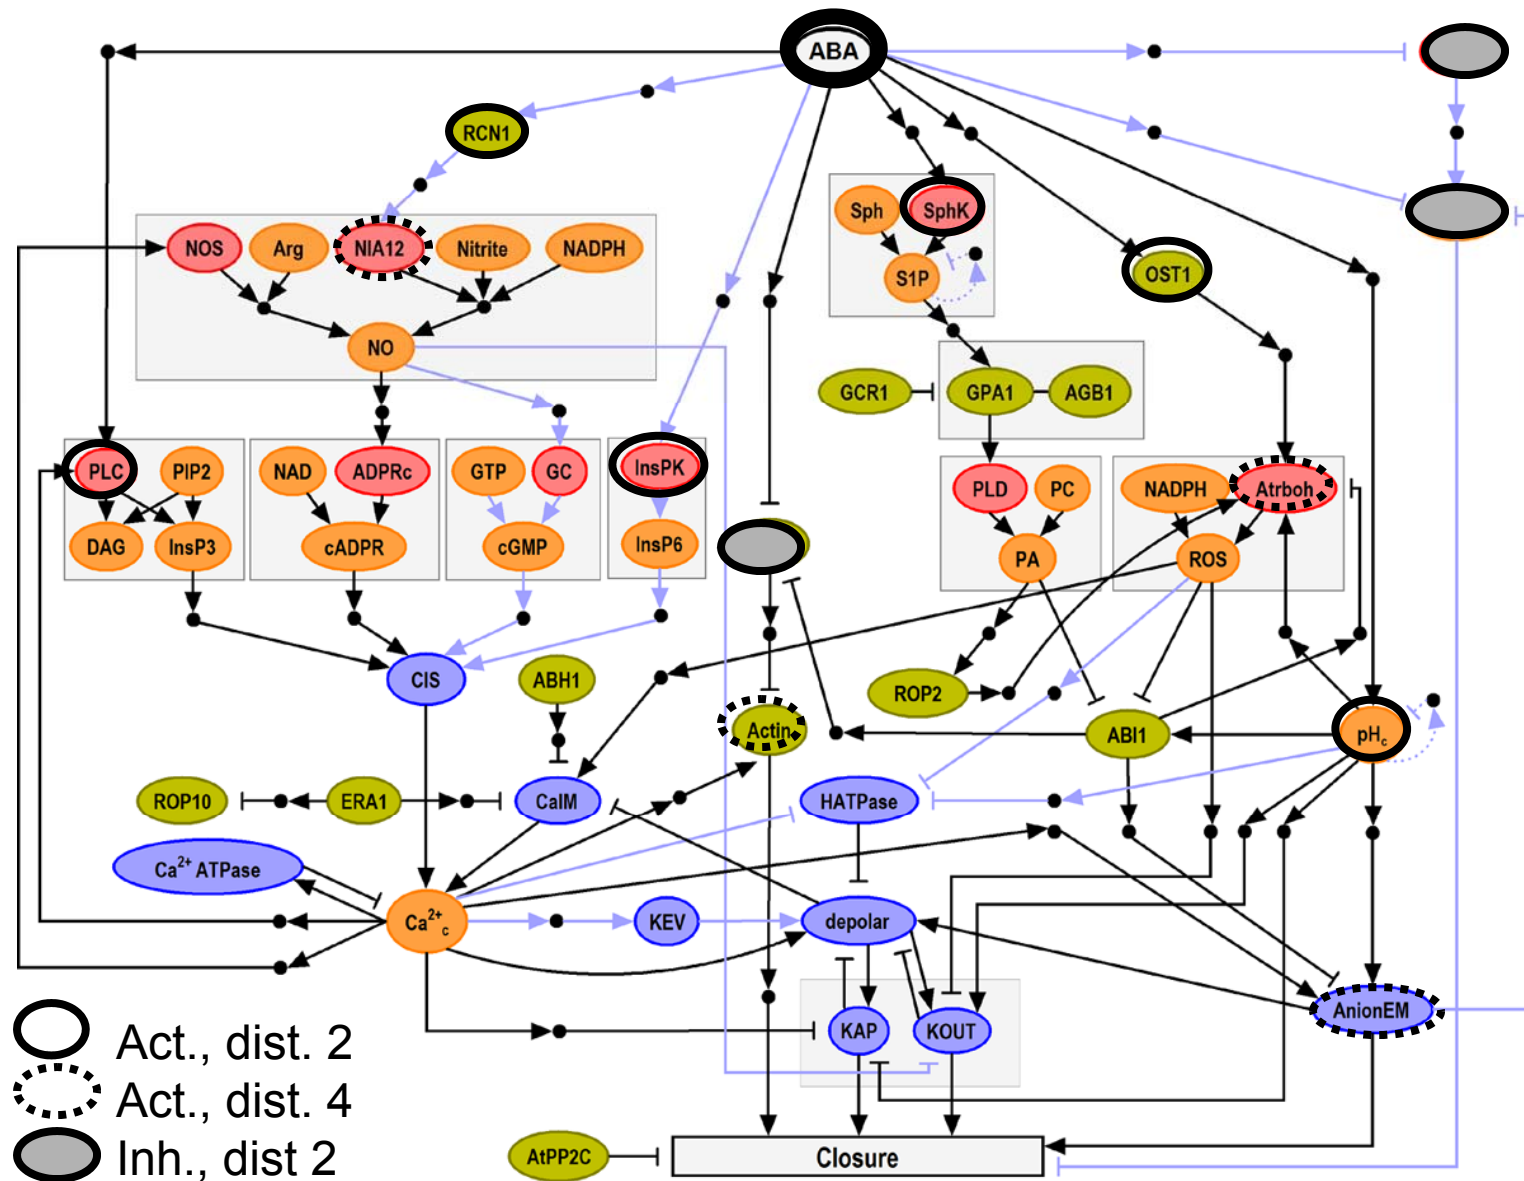 ABA
RCN1
Sph
SphK
NOS
Arg
NIA12
Nitrite
NADPH
S1P
OST1
NO
GCR1
GPA1
AGB1
PLC
PIP2
NAD
ADPRc
GTP
GC
InsPK
PLD
PC
NADPH
Atrboh
DAG
InsP3
cADPR
cGMP
InsP6
PA
ROS
CIS
ABH1
ROP2
Actin
ABI1
pHc
ROP10
ERA1
CaIM
HATPase
Ca2+ ATPase
Ca2+c
KEV
depolar
AnionEM
KAP
KOUT
Act., dist. 2
Act., dist. 4
Inh., dist 2
AtPP2C
Closure